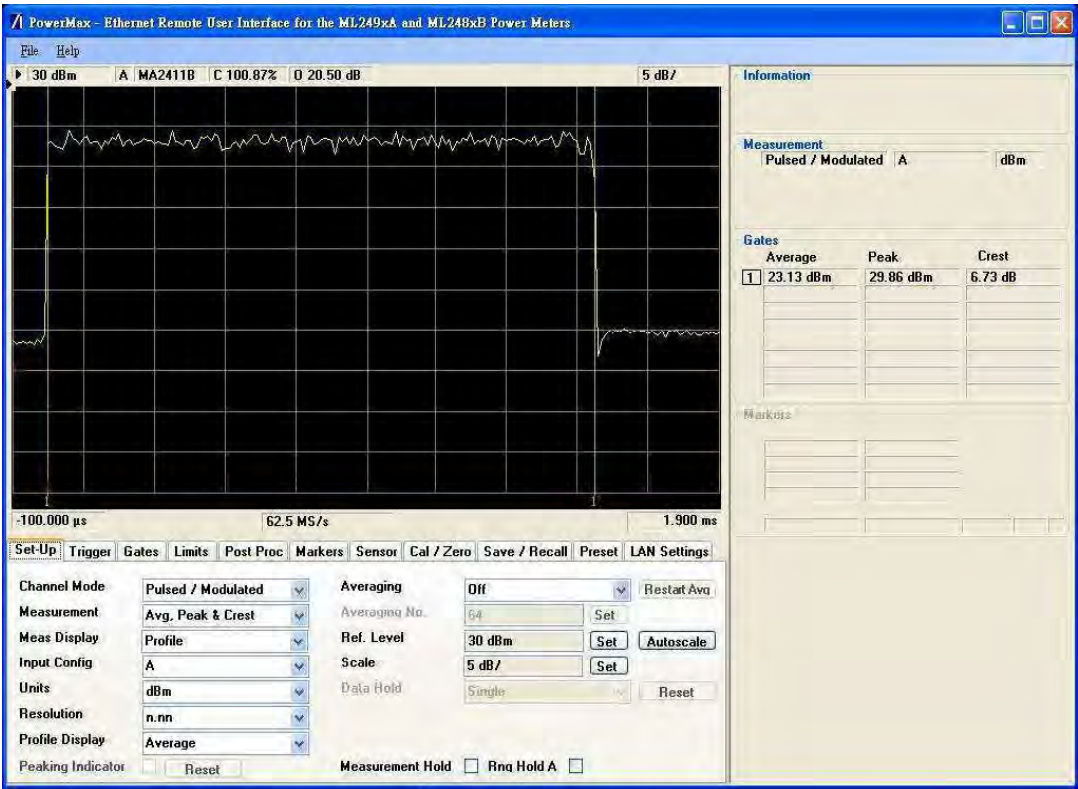 PowerMax - Ethernet Remote User Interface for the ML249xA and ML248xB Power Meters
File Help
30 dBm A MA2411B C 100.87% O 20.50 dB 5 dB/
1 1
-100.000 µs 62.5 MS/s 1.900 ms
Information
Measurement
Pulsed / Modulated A dBm
Gates
Average Peak Crest
1 23.13 dBm 29.86 dBm 6.73 dB
Markers
Set-Up Trigger Gates Limits Post Proc Markers Sensor Cal / Zero Save / Recall Preset LAN Settings
Channel Mode Pulsed / Modulated Averaging Off Restart Avg
Measurement Avg, Peak & Crest Averaging No. 64 Set
Meas Display Profile Ref. Level 30 dBm Set Autoscale
Input Config A Scale 5 dB/ Set
Units dBm Data Hold Single Reset
Resolution n.nn
Profile Display Average
Peaking Indicator Reset Measurement Hold Rng Hold A